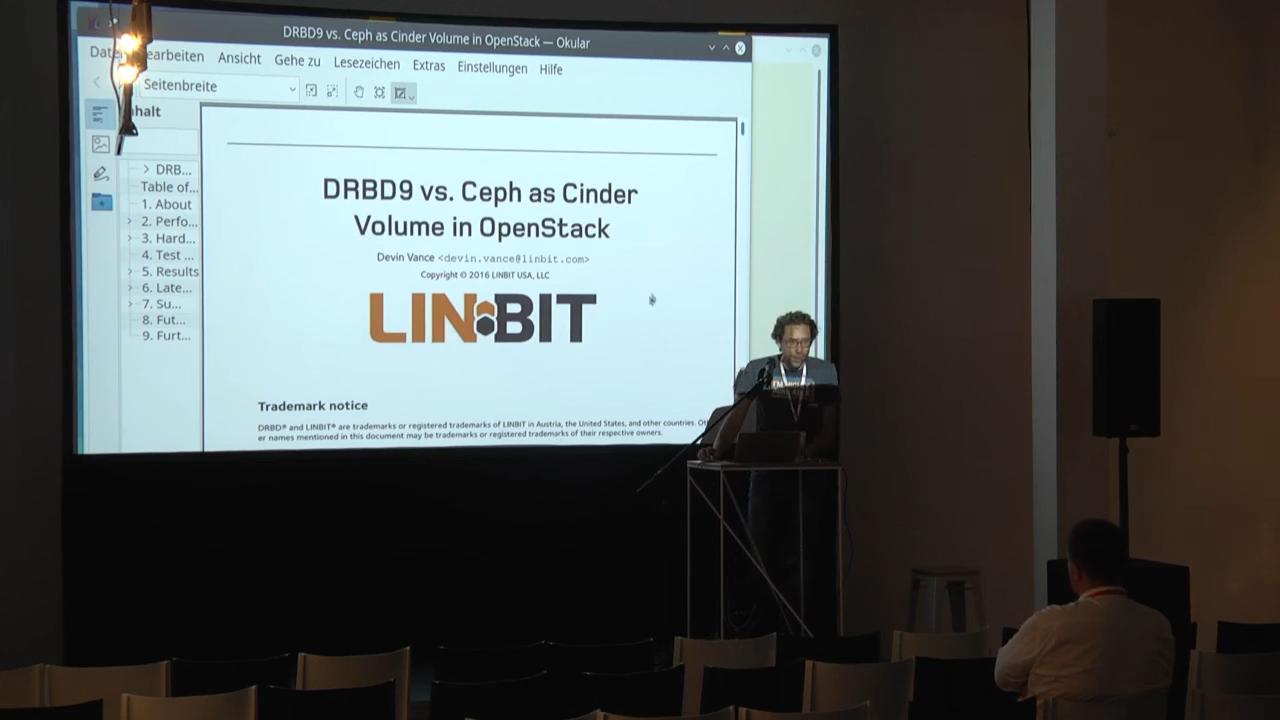 DRBD9 vs. Ceph as Cinder Volume in OpenStack — Okular
Bearbeiten Ansicht Gehe zu Lesezeichen Extras Einstellungen Hilfe
Seitenbreite
DRB...
Table of...
1. About
2. Perfo...
3. Hard...
4. Test ...
5. Results
6. Late...
7. Su...
8. Fut...
9. Furt...
DRBD9 vs. Ceph as Cinder
Volume in OpenStack
Devin Vance <devin.vance@linbit.com>
Copyright © 2016 LINBIT USA, LLC
LINBIT
Trademark notice
DRBD® and LINBIT® are trademarks or registered trademarks of LINBIT in Austria, the United States, and other countries. Ot
er names mentioned in this document may be trademarks or registered trademarks of their respective owners.